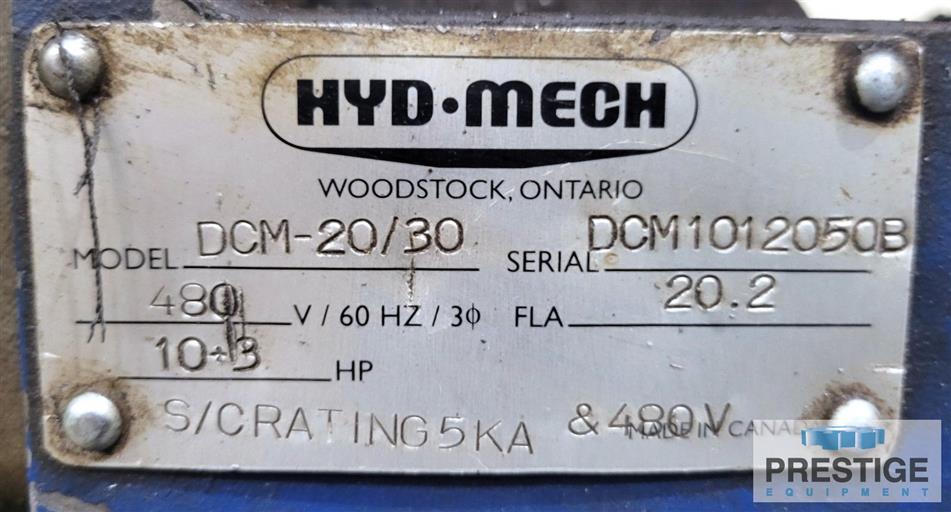 HYD·MECH
WOODSTOCK, ONTARIO
MODEL DCM-20/30 SERIAL DCM1012050B
480 V / 60 HZ / 3ϕ FLA 20.2
10+3 HP
S/C RATING 5KA & 480V MADE IN CANADA
PRESTIGE
EQUIPMENT